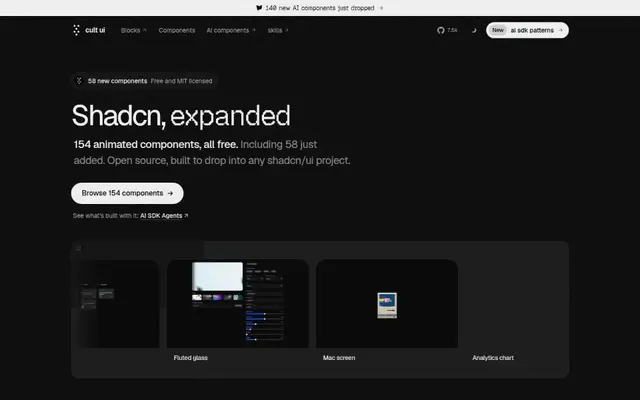 140 new AI components just dropped →
cult ui
Blocks ↗
Components
AI components ↗
skills ↗
7.5k
New ai sdk patterns →
58 new components Free and MIT licensed
Shadcn, expanded
154 animated components, all free. Including 58 just
added. Open source, built to drop into any shadcn/ui project.
Browse 154 components →
See what's built with it: AI SDK Agents ↗
Fluted glass
Mac screen
Analytics chart